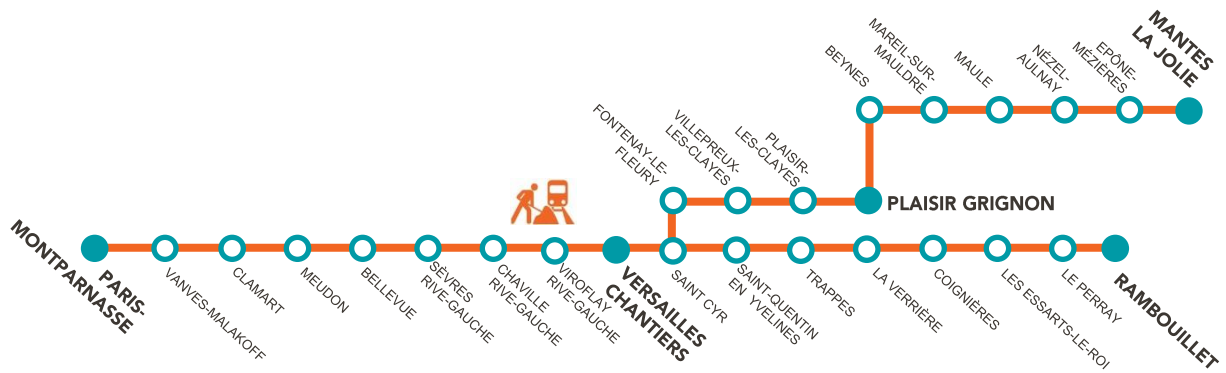 PARIS-
MONTPARNASSE
VANVES-MALAKOFF
CLAMART
MEUDON
BELLEVUE
SÈVRES
RIVE-GAUCHE
CHAVILLE
RIVE-GAUCHE
VIROFLAY
RIVE-GAUCHE
VERSAILLES
CHANTIERS
SAINT CYR
SAINT-QUENTIN
EN YVELINES
TRAPPES
LA VERRIÈRE
COIGNIÈRES
LES ESSARTS-LE-ROI
LE PERRAY
RAMBOUILLET
FONTENAY-LE-
FLEURY
VILLEPREUX-
LES-CLAYES
PLAISIR-
LES-CLAYES
PLAISIR GRIGNON
BEYNES
MAREIL-SUR-
MAULDRE
MAULE
NÉZEL-
AULNAY
EPÔNE-
MÉZIÈRES
MANTES
LA JOLIE